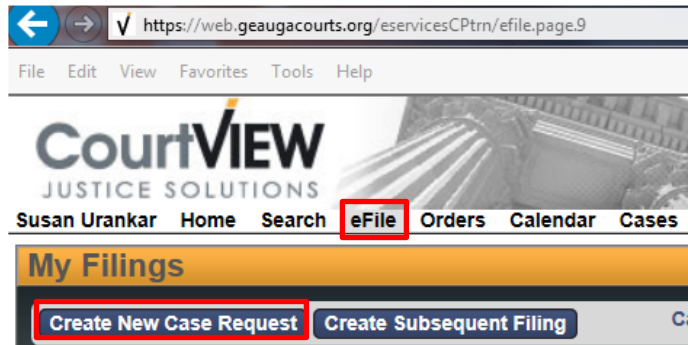 https://web.geaugacourts.org/eservicesCPtrn/efile.page.9
File Edit View Favorites Tools Help
CourtVIEW
JUSTICE SOLUTIONS
Susan Urankar Home Search eFile Orders Calendar Cases
My Filings
Create New Case Request Create Subsequent Filing Ca